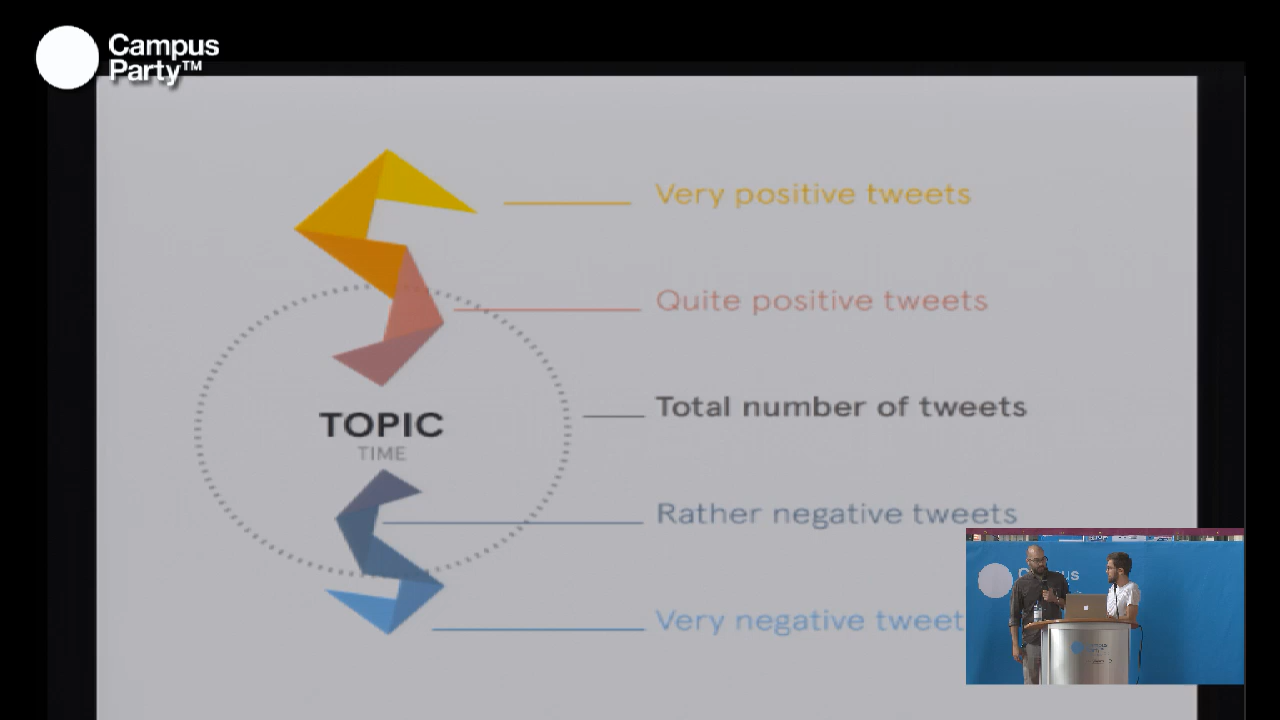 Campus
Party™
Very positive tweets
Quite positive tweets
Total number of tweets
TOPIC
TIME
Rather negative tweets
Very negative tweet